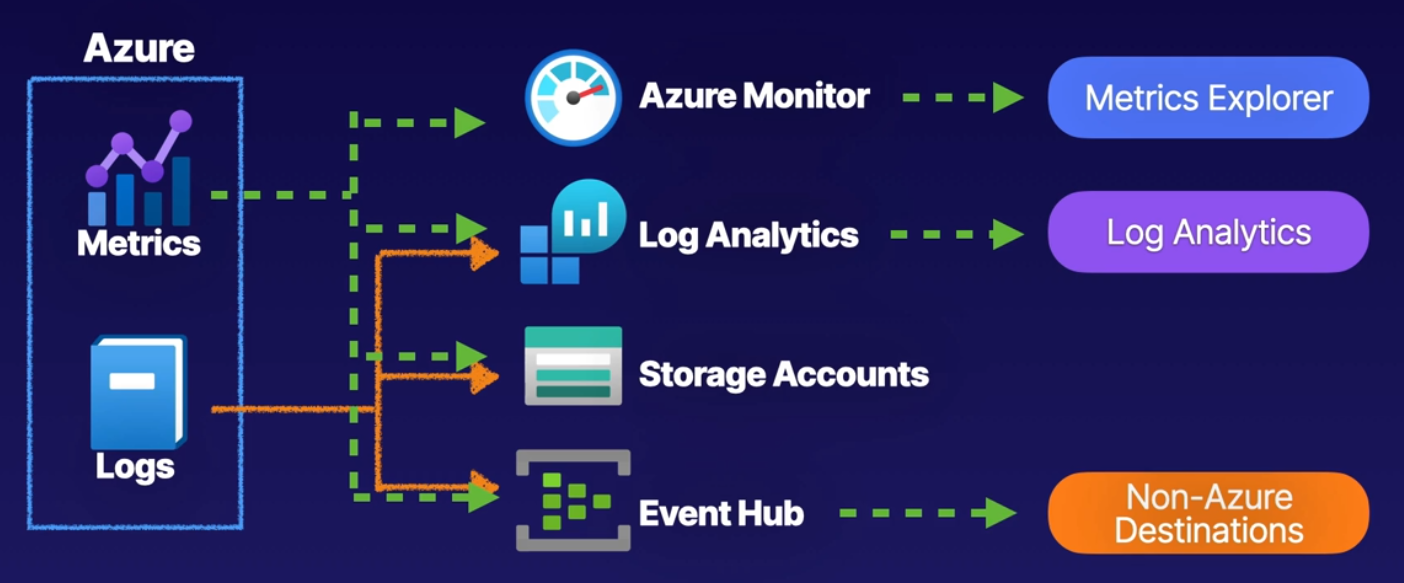 Azure
Metrics
Logs
Azure Monitor
Metrics Explorer
Log Analytics
Log Analytics
Storage Accounts
Event Hub
Non-Azure
Destinations